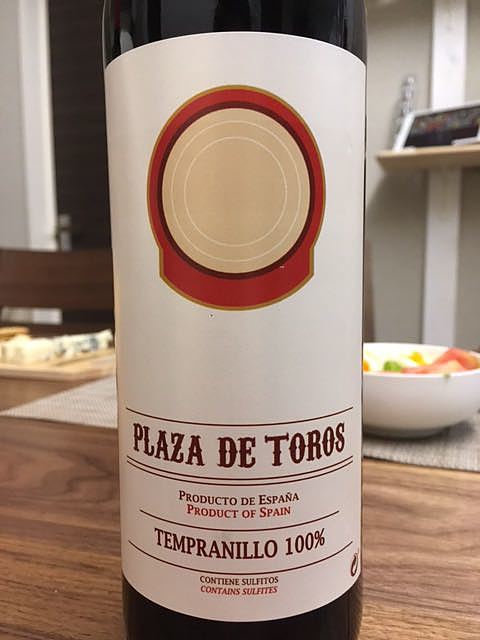 PLAZA DE TOROS
PRODUCTO DE ESPAÑA
PRODUCT OF SPAIN
TEMPRANILLO 100%
CONTIENE SULFITOS
CONTAINS SULFITES